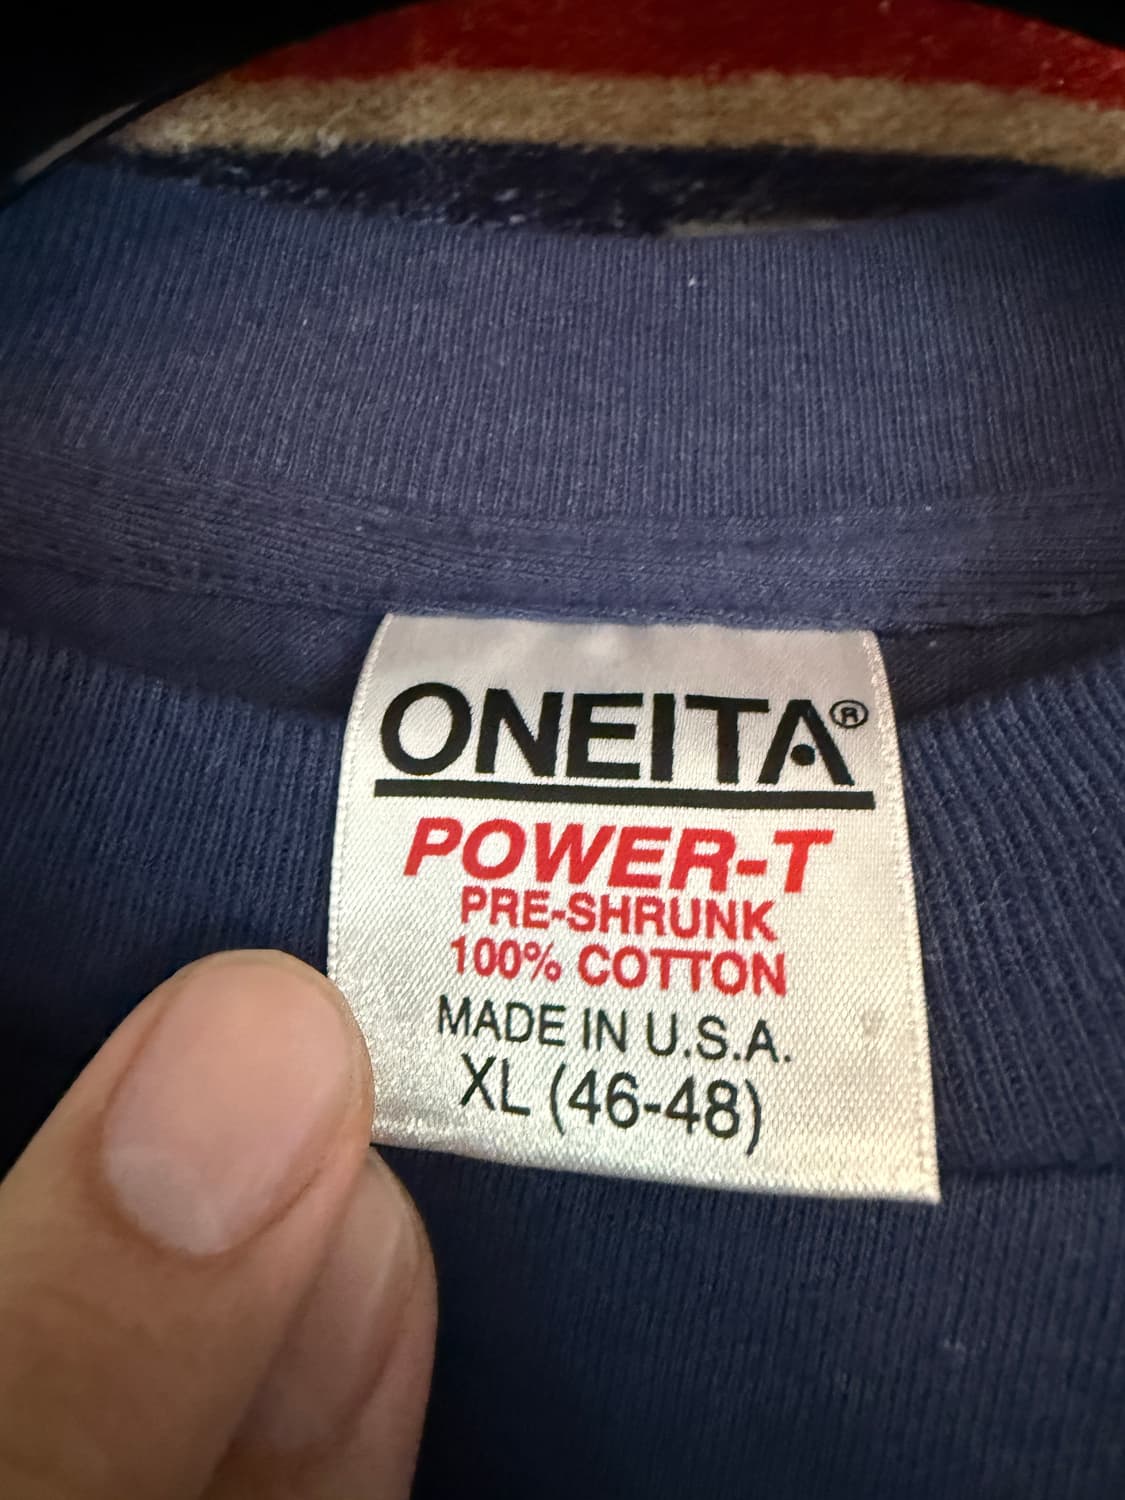 ONEITA®
POWER-T
PRE-SHRUNK
100% COTTON
MADE IN U.S.A.
XL (46-48)